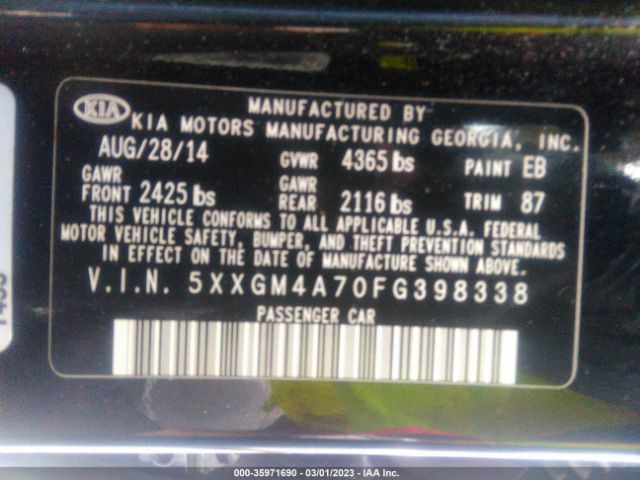 KIA
MANUFACTURED BY
KIA MOTORS MANUFACTURING GEORGIA, INC.
AUG/28/14 GVWR 4365 lbs PAINT EB
GAWR FRONT 2425 lbs GAWR REAR 2116 lbs TRIM 87
THIS VEHICLE CONFORMS TO ALL APPLICABLE U.S.A. FEDERAL
MOTOR VEHICLE SAFETY, BUMPER, AND THEFT PREVENTION STANDARDS
IN EFFECT ON THE DATE OF MANUFACTURE SHOWN ABOVE.
V.I.N. 5XXGM4A70FG398338
PASSENGER CAR
000-35971690 - 03/01/2023 - IAA Inc.